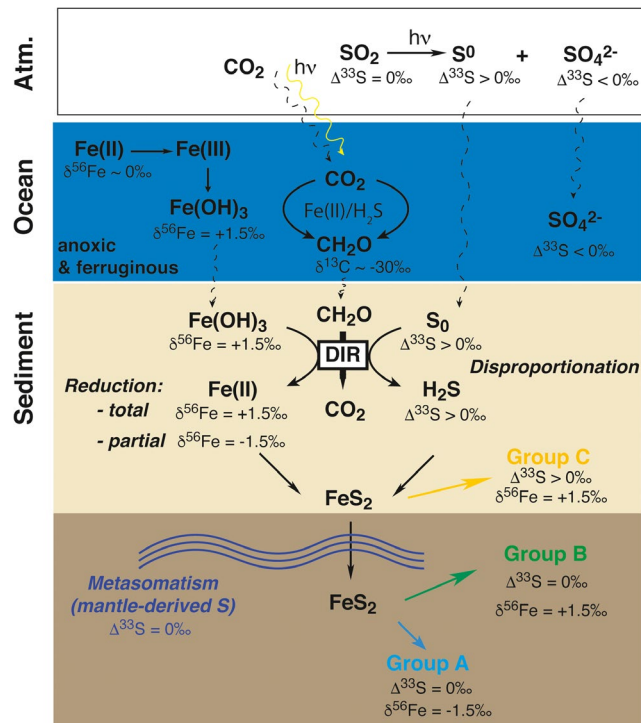 Atm.
CO₂
hν
SO₂
hν
S⁰
+
SO₄²⁻
Δ³³S = 0‰
Δ³³S > 0‰
Δ³³S < 0‰
Ocean
Fe(II)
Fe(III)
δ⁵⁶Fe ~ 0‰
Fe(OH)₃
δ⁵⁶Fe = +1.5‰
anoxic
& ferruginous
CO₂
Fe(II)/H₂S
CH₂O
δ¹³C ~ -30‰
SO₄²⁻
Δ³³S < 0‰
Sediment
Fe(OH)₃
δ⁵⁶Fe = +1.5‰
CH₂O
S₀
Δ³³S > 0‰
DIR
Disproportionation
Reduction:
- total
- partial
Fe(II)
δ⁵⁶Fe = +1.5‰
δ⁵⁶Fe = -1.5‰
CO₂
H₂S
Δ³³S > 0‰
FeS₂
Group C
Δ³³S > 0‰
δ⁵⁶Fe = +1.5‰
Metasomatism
(mantle-derived S)
Δ³³S = 0‰
FeS₂
Group B
Δ³³S = 0‰
δ⁵⁶Fe = +1.5‰
Group A
Δ³³S = 0‰
δ⁵⁶Fe = -1.5‰